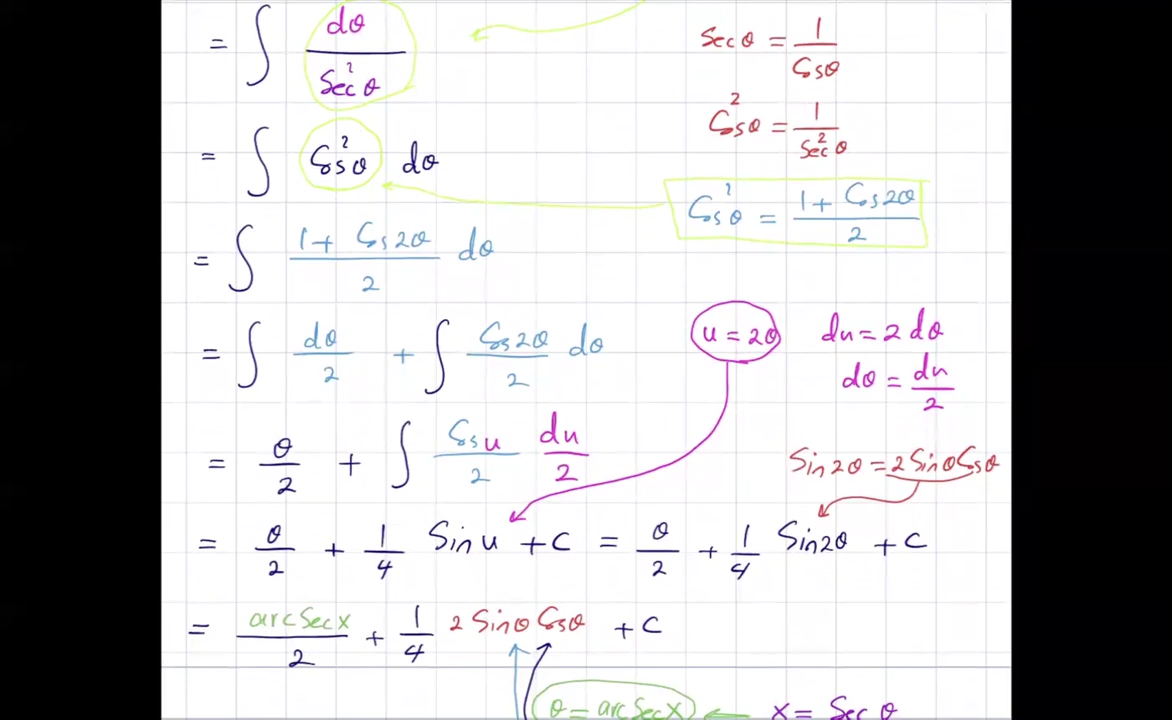 = ∫ dθ / Sec²θ
Secθ = 1 / Cosθ
= ∫ Cos²θ dθ
Cos²θ = 1 / Sec²θ
Cos²θ = (1 + Cos2θ) / 2
= ∫ (1 + Cos2θ) / 2 dθ
= ∫ dθ / 2 + ∫ Cos2θ / 2 dθ
u = 2θ du = 2 dθ
dθ = du / 2
= θ / 2 + ∫ Cosu / 2 du / 2
Sin2θ = 2SinθCosθ
= θ / 2 + 1 / 4 Sinu + C = θ / 2 + 1 / 4 Sin2θ + C
= arcSecx / 2 + 1 / 4 2SinθCosθ + C
θ = arcSecx ← x = Secθ